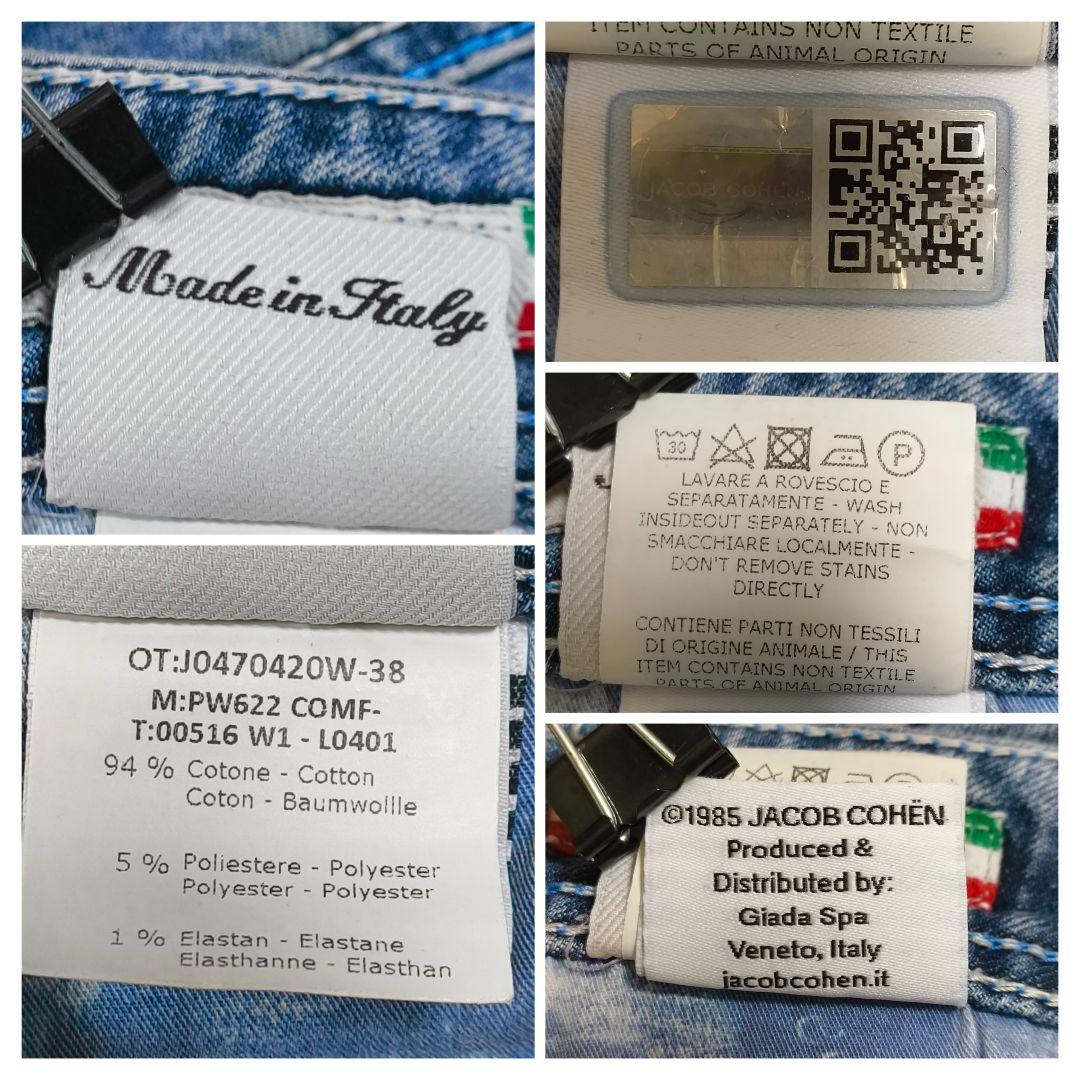 Made in Italy
ITEM CONTAINS NON TEXTILE
PARTS OF ANIMAL ORIGIN
JACOB COHËN
30
P
LAVARE A ROVESCIO E
SEPARATAMENTE - WASH
INSIDEOUT SEPARATELY - NON
SMACCHIARE LOCALMENTE -
DON'T REMOVE STAINS
DIRECTLY
CONTIENE PARTI NON TESSILI
DI ORIGINE ANIMALE / THIS
ITEM CONTAINS NON TEXTILE
PARTS OF ANIMAL ORIGIN
OT:J0470420W-38
M:PW622 COMF-
T:00516 W1 - L0401
94 % Cotone - Cotton
Coton - Baumwollle
5 % Poliestere - Polyester
Polyester - Polyester
1 % Elastan - Elastane
Elasthanne - Elasthan
©1985 JACOB COHËN
Produced &
Distributed by:
Giada Spa
Veneto, Italy
jacobcohen.it